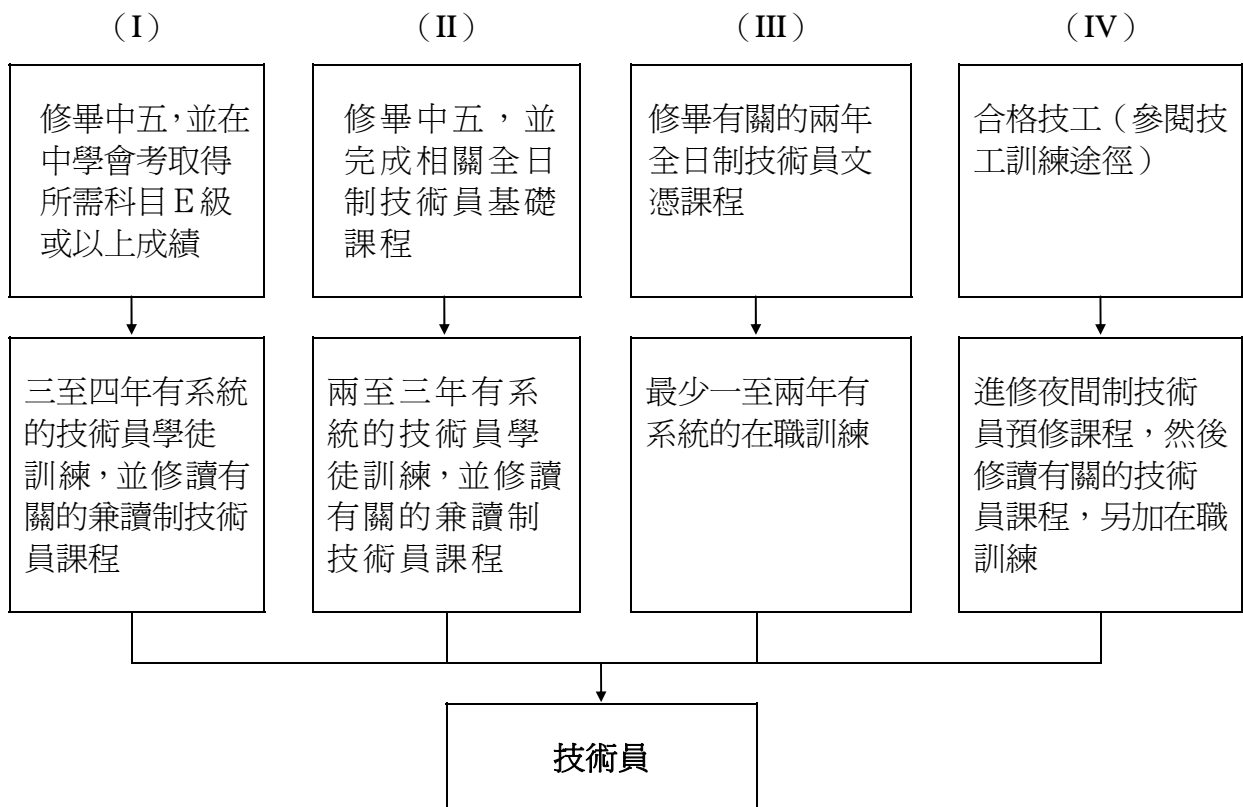 （I）
（II）
（III）
（IV）
修畢中五，並在
中學會考取得
所需科目Ｅ級
或以上成績
修畢中五，並
完成相關全日
制技術員基礎
課程
修畢有關的兩年
全日制技術員文
憑課程
合格技工（參閱技
工訓練途徑）
三至四年有系統
的技術員學徒
訓練，並修讀有
關的兼讀制技術
員課程
兩至三年有系
統的技術員學
徒訓練，並修讀
有關的兼讀制
技術員課程
最少一至兩年有
系統的在職訓練
進修夜間制技術
員預修課程，然後
修讀有關的技術
員課程，另加在職
訓練
技術員